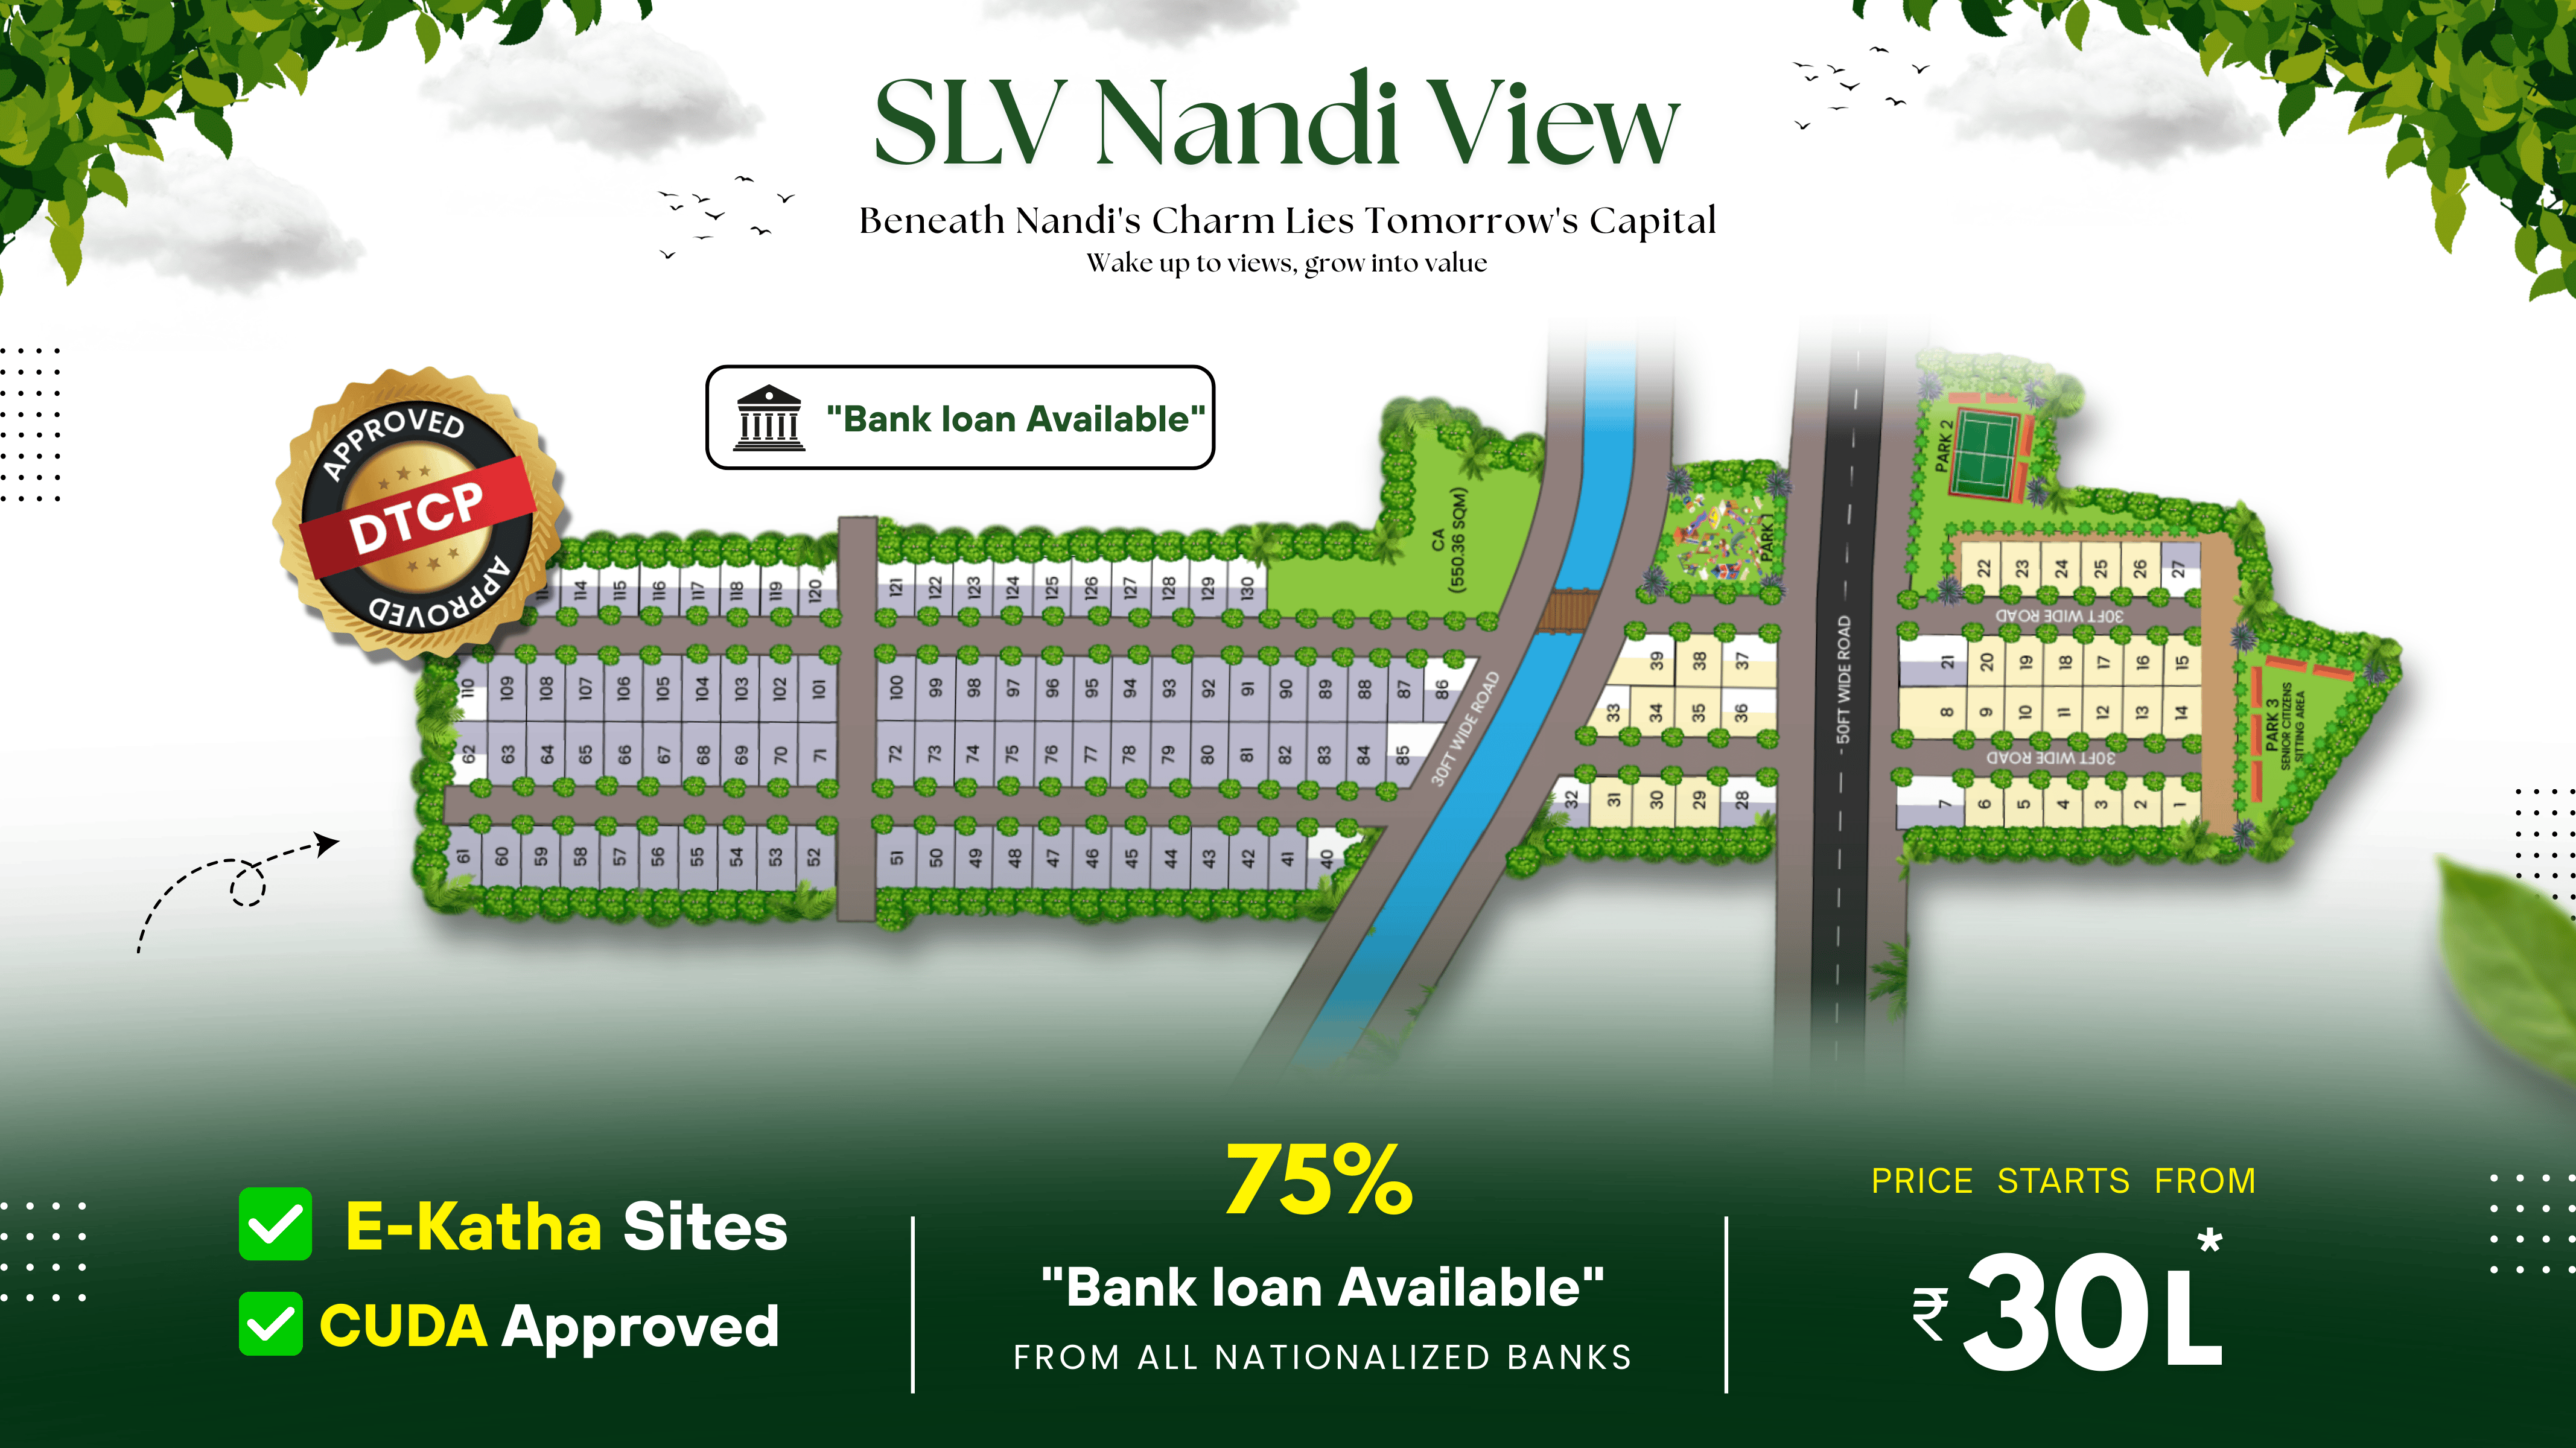 SLV Nandi View
Beneath Nandi's Charm Lies Tomorrow's Capital
Wake up to views, grow into value
APPROVED
DTCP
APPROVED
"Bank loan Available"
CA
(550.36 SQM)
PARK 1
PARK 2
114 115 116 117 118 119 120
121 122 123 124 125 126 127 128 129 130
22 23 24 25 26 27
30FT WIDE ROAD
110 109 108 107 106 105 104 103 102 101
100 99 98 97 96 95 94 93 92 91 90 89 88 87 86
39 38 37
21 20 19 18 17 16 15
62 63 64 65 66 67 68 69 70 71
72 73 74 75 76 77 78 79 80 81 82 83 84 85
30FT WIDE ROAD
33 34 35 36
50FT WIDE ROAD
8 9 10 11 12 13 14
PARK 3
SENIOR CITIZENS
SITTING AREA
30FT WIDE ROAD
32 31 30 29 28
7 6 5 4 3 2 1
61 60 59 58 57 56 55 54 53 52
51 50 49 48 47 46 45 44 43 42 41 40
E-Katha Sites
CUDA Approved
75%
"Bank loan Available"
FROM ALL NATIONALIZED BANKS
PRICE STARTS FROM
₹30L*